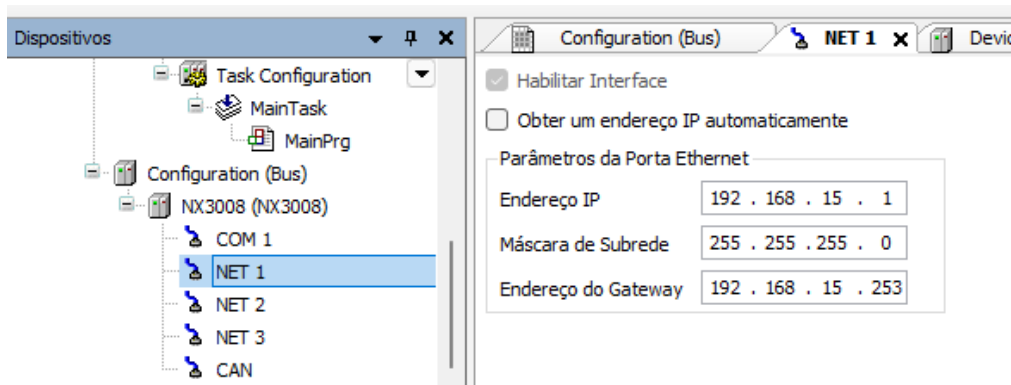 Dispositivos
Task Configuration
MainTask
MainPrg
Configuration (Bus)
NX3008 (NX3008)
COM 1
NET 1
NET 2
NET 3
CAN
Configuration (Bus) NET 1 Devic
Habilitar Interface
Obter um endereço IP automaticamente
Parâmetros da Porta Ethernet
Endereço IP 192 . 168 . 15 . 1
Máscara de Subrede 255 . 255 . 255 . 0
Endereço do Gateway 192 . 168 . 15 . 253